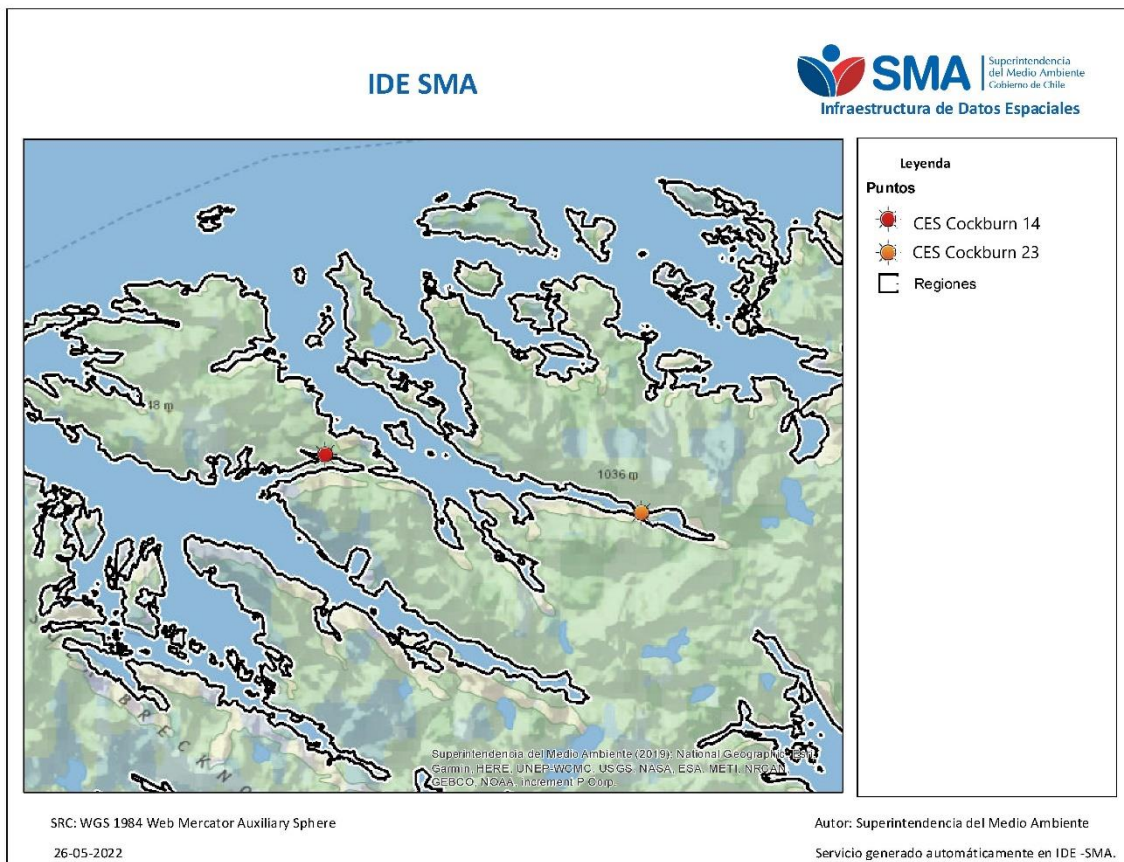 IDE SMA
SMA
Superintendencia
del Medio Ambiente
Gobierno de Chile
Infraestructura de Datos Espaciales
Leyenda
Puntos
CES Cockburn 14
CES Cockburn 23
Regiones
18 m
1036 m
B R E C K N O
Superintendencia del Medio Ambiente (2019); National Geographic, Esri,
Garmin, HERE, UNEP-WCMC, USGS, NASA, ESA, METI, NRCAN,
GEBCO, NOAA, increment P Corp.
SRC: WGS 1984 Web Mercator Auxiliary Sphere
Autor: Superintendencia del Medio Ambiente
26-05-2022
Servicio generado automáticamente en IDE -SMA.